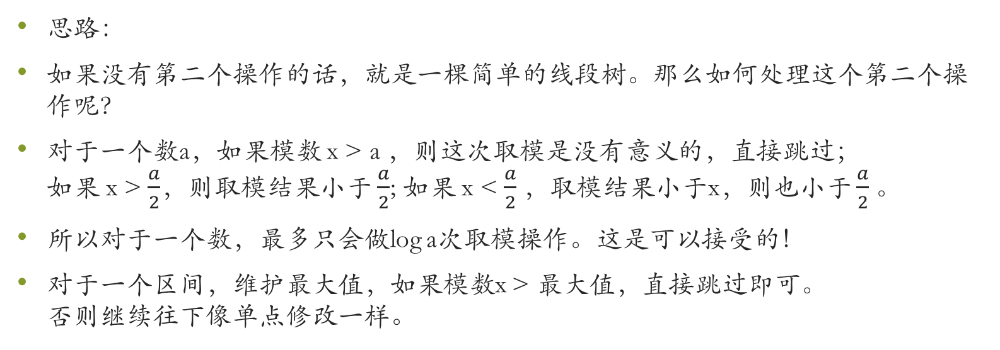 • 思路：
• 如果没有第二个操作的话，就是一棵简单的线段树。那么如何处理这个第二个操
作呢？
• 对于一个数a，如果模数 x > a ，则这次取模是没有意义的，直接跳过；
如果 x > a/2，则取模结果小于 a/2; 如果 x < a/2 ，取模结果小于x，则也小于 a/2 。
• 所以对于一个数，最多只会做log a次取模操作。这是可以接受的！
• 对于一个区间，维护最大值，如果模数x > 最大值，直接跳过即可。
否则继续往下像单点修改一样。